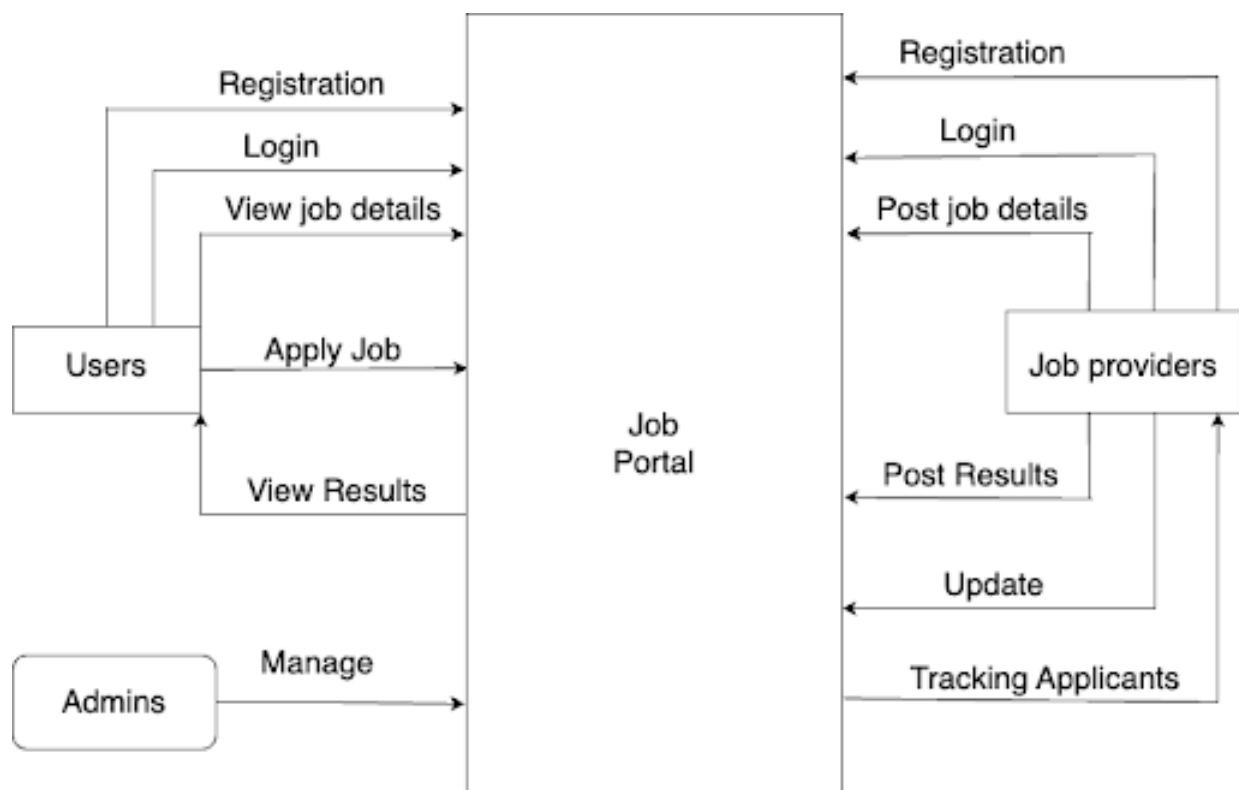 Registration
Login
View job details
Users
Apply Job
View Results
Admins
Manage
Job
Portal
Registration
Login
Post job details
Job providers
Post Results
Update
Tracking Applicants